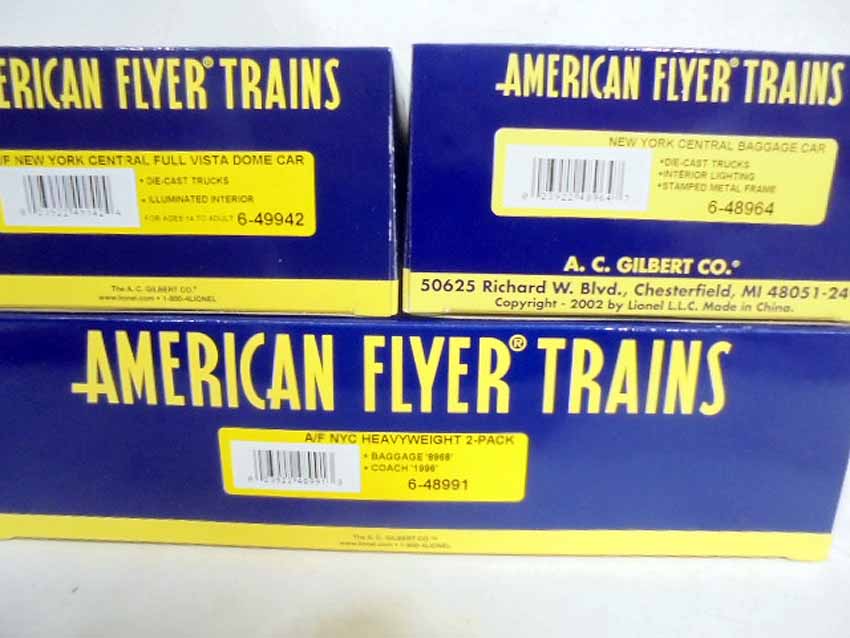 ERICAN FLYER® TRAINS
/F NEW YORK CENTRAL FULL VISTA DOME CAR
• DIE-CAST TRUCKS
• ILLUMINATED INTERIOR
FOR AGES 14 TO ADULT 6-49942
The A. C. GILBERT CO.®
www.lionel.com • 1-800-4LIONEL
AMERICAN FLYER® TRAINS
NEW YORK CENTRAL BAGGAGE CAR
•DIE-CAST TRUCKS
•INTERIOR LIGHTING
•STAMPED METAL FRAME
6-48964
A. C. GILBERT CO.®
50625 Richard W. Blvd., Chesterfield, MI 48051-24
Copyright - 2002 by Lionel L.L.C. Made in China.
AMERICAN FLYER® TRAINS
A/F NYC HEAVYWEIGHT 2-PACK
• BAGGAGE '8968'
• COACH '1996'
6-48991
The A. C. GILBERT CO.™
www.lionel.com • 1-800-4LIONEL